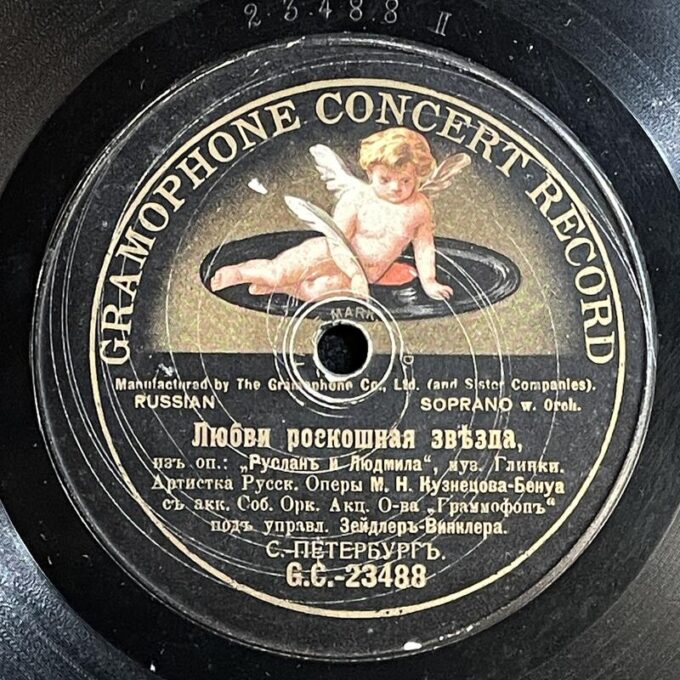 23488 II
GRAMOPHONE CONCERT RECORD
MARK
Manufactured by The Gramophone Co., Ltd. (and Sister Companies).
RUSSIAN SOPRANO w. Orch.
Любви роскошная звѣзда,
изъ оп.: „Русланъ и Людмила“, муз. Глинки.
Артистка Русск. Оперы М. Н. Кузнецова-Бенуа
съ акк. Соб. Орк. Акц. О-ва „Граммофонъ“
подъ управл. Зейдлеръ-Винклера.
С.-ПЕТЕРБУРГЪ.
G.C.-23488